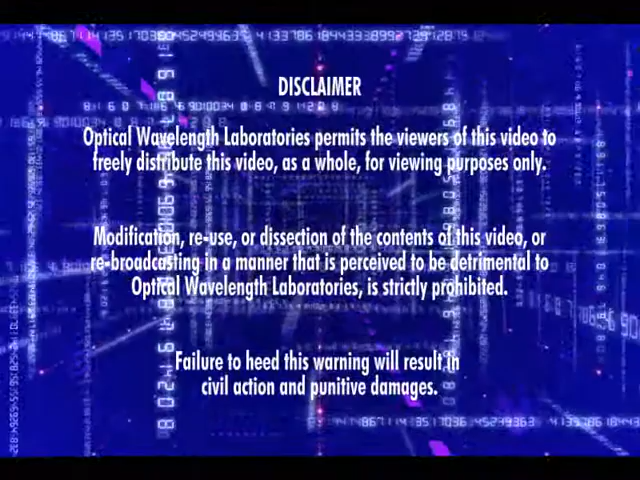 DISCLAIMER
Optical Wavelength Laboratories permits the viewers of this video to
freely distribute this video, as a whole, for viewing purposes only.
Modification, re-use, or dissection of the contents of this video, or
re-broadcasting in a manner that is perceived to be detrimental to
Optical Wavelength Laboratories, is strictly prohibited.
Failure to heed this warning will result in
civil action and punitive damages.